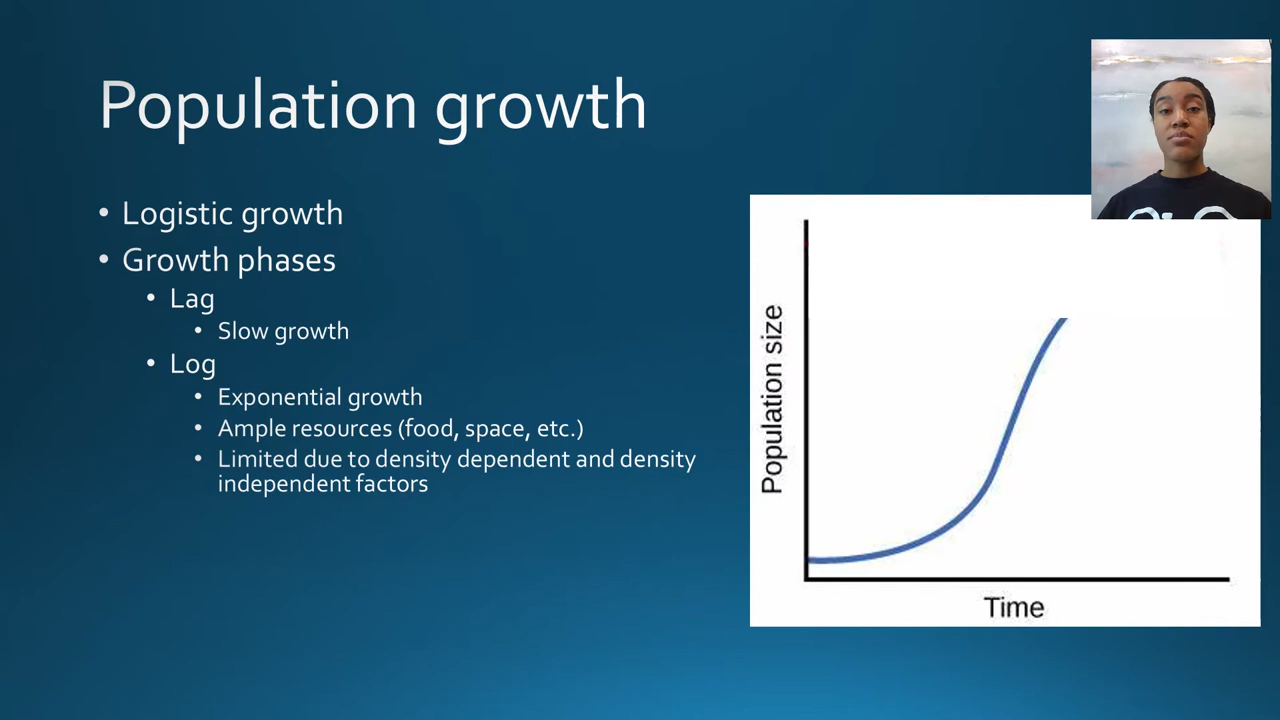 Population growth
• Logistic growth
• Growth phases
• Lag
• Slow growth
• Log
• Exponential growth
• Ample resources (food, space, etc.)
• Limited due to density dependent and density
independent factors
Population size
Time